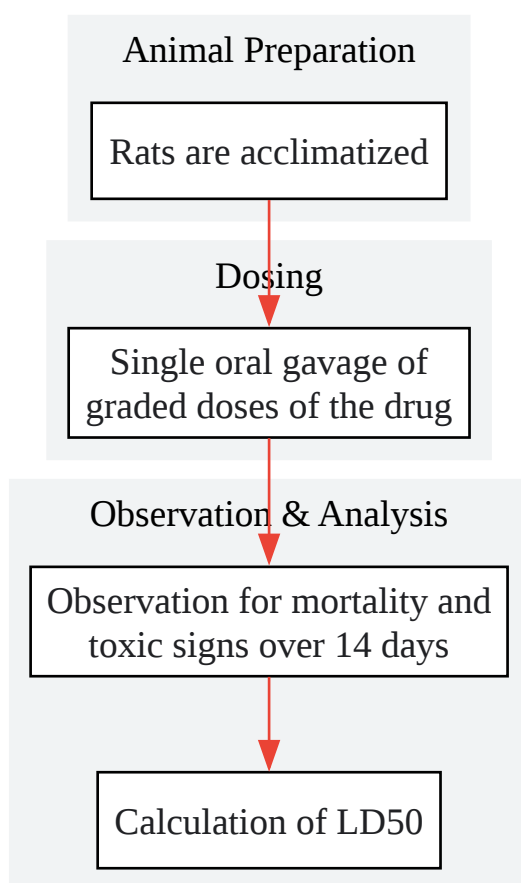 Animal Preparation
Rats are acclimatized
Dosing
Single oral gavage of
graded doses of the drug
Observation & Analysis
Observation for mortality and
toxic signs over 14 days
Calculation of LD50